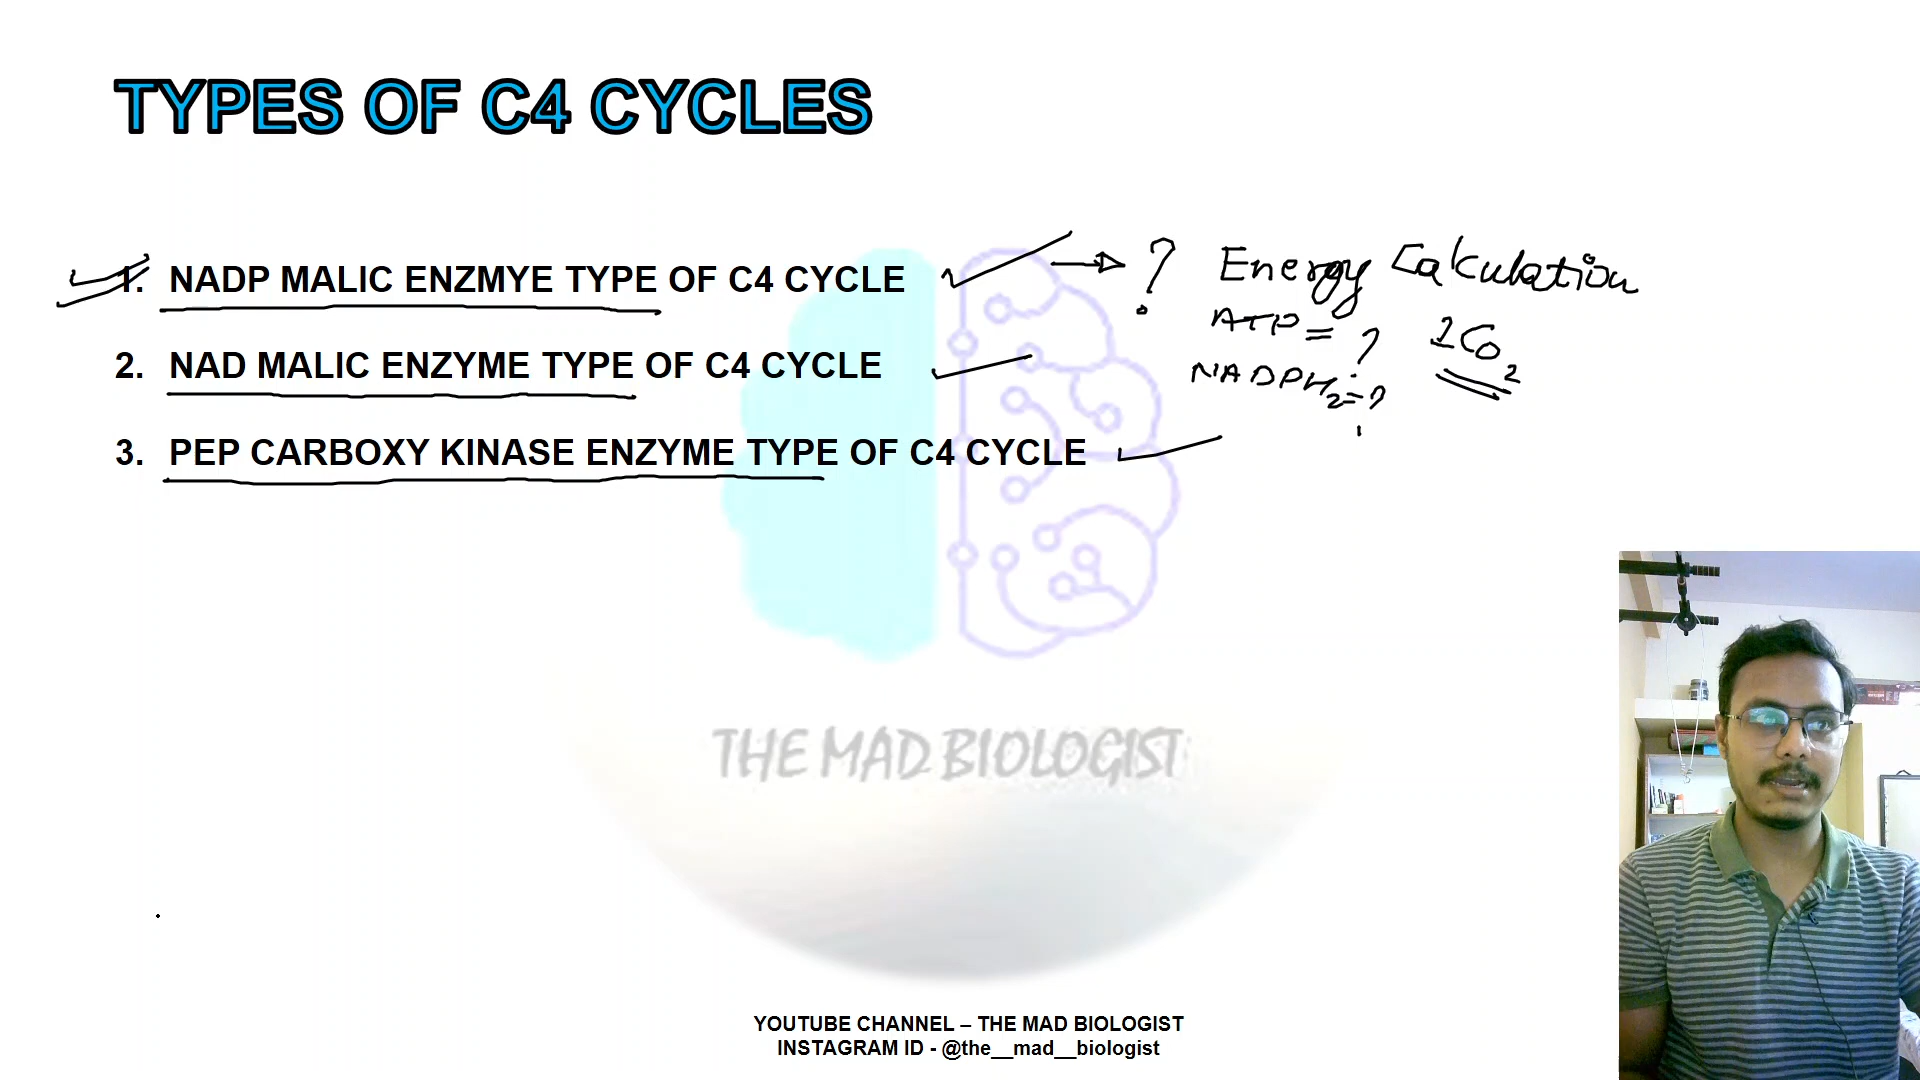 TYPES OF C4 CYCLES
1. NADP MALIC ENZMYE TYPE OF C4 CYCLE → ? Energy Calculation
ATP = ? 1CO2
NADPH2 = ?
2. NAD MALIC ENZYME TYPE OF C4 CYCLE
3. PEP CARBOXY KINASE ENZYME TYPE OF C4 CYCLE
THE MAD BIOLOGIST
YOUTUBE CHANNEL – THE MAD BIOLOGIST
INSTAGRAM ID - @the__mad__biologist